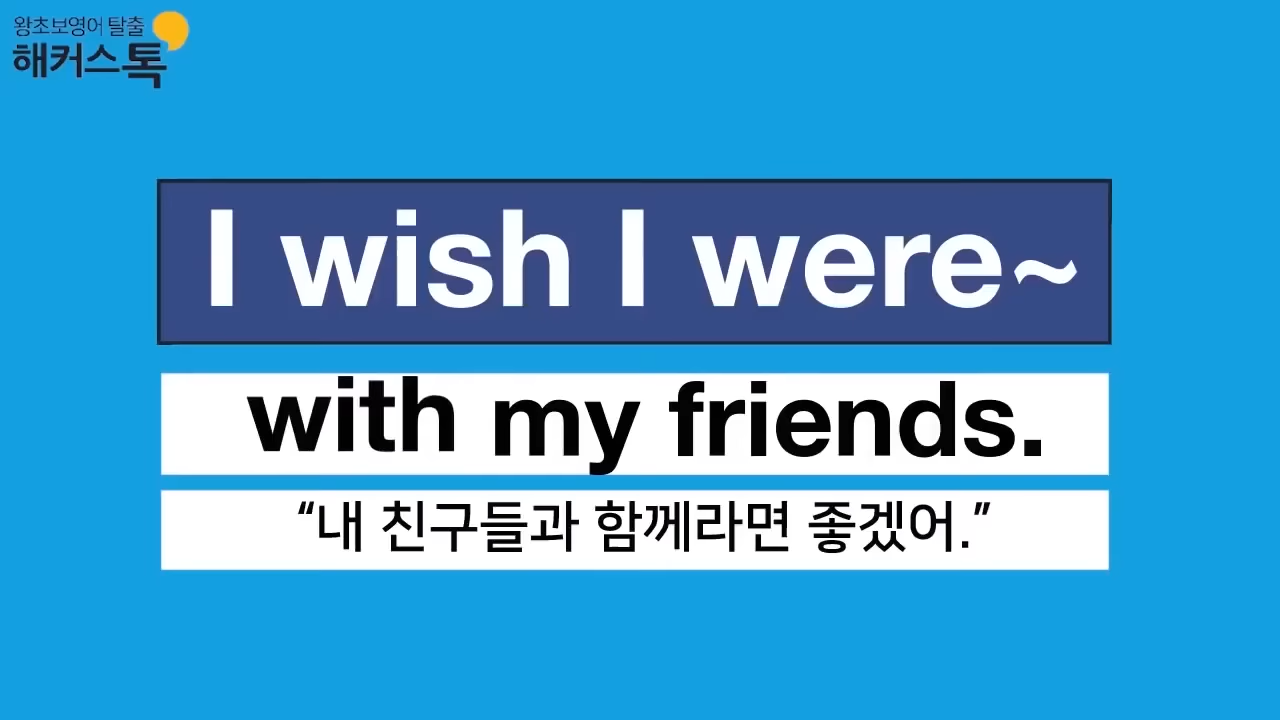 왕초보영어 탈출
해커스톡
I wish I were~
with my friends.
“내 친구들과 함께라면 좋겠어.”